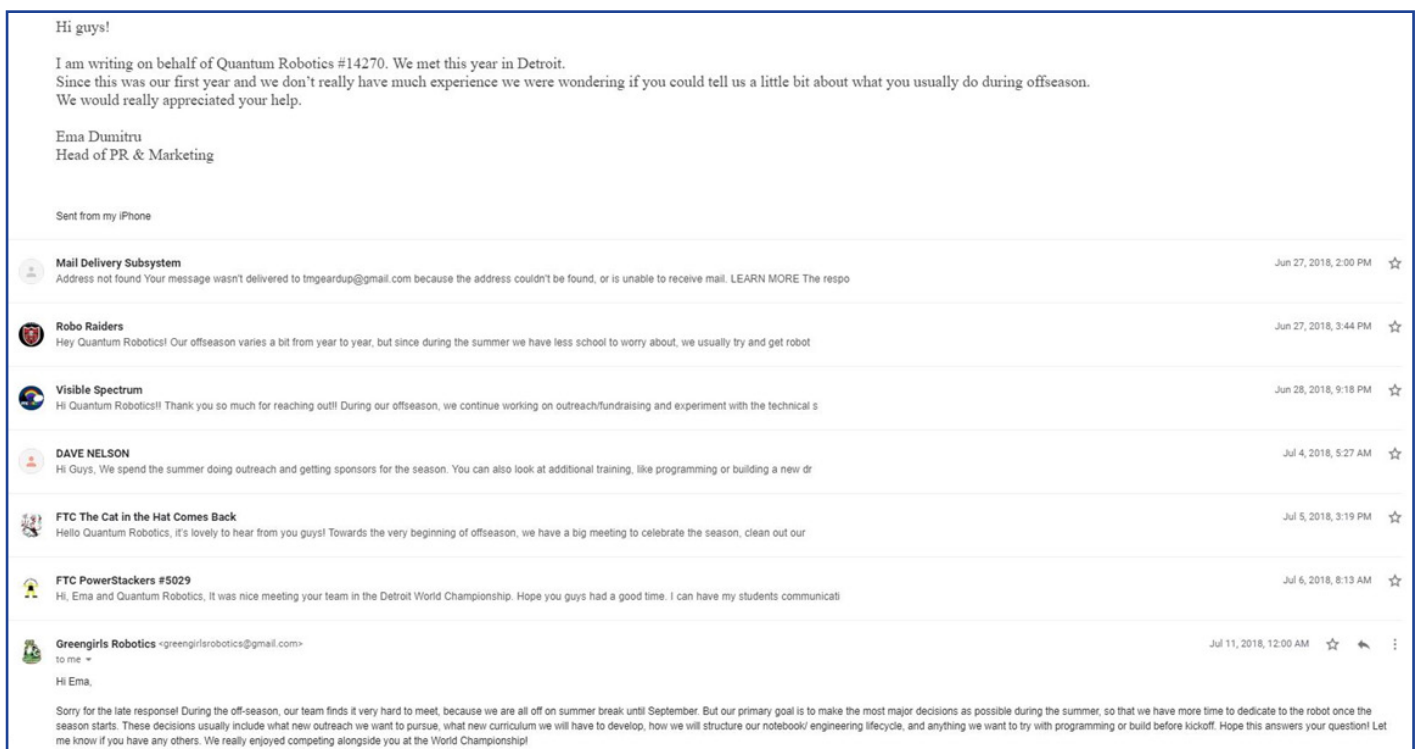 Hi guys!
I am writing on behalf of Quantum Robotics #14270. We met this year in Detroit.
Since this was our first year and we don't really have much experience we were wondering if you could tell us a little bit about what you usually do during offseason.
We would really appreciated your help.
Ema Dumitru
Head of PR & Marketing
Sent from my iPhone
Mail Delivery Subsystem Jun 27, 2018, 2:00 PM
Address not found Your message wasn't delivered to tmgeardup@gmail.com because the address couldn't be found, or is unable to receive mail. LEARN MORE The respo
Robo Raiders Jun 27, 2018, 3:44 PM
Hey Quantum Robotics! Our offseason varies a bit from year to year, but since during the summer we have less school to worry about, we usually try and get robot
Visible Spectrum Jun 28, 2018, 9:18 PM
Hi Quantum Robotics!! Thank you so much for reaching out!! During our offseason, we continue working on outreach/fundraising and experiment with the technical s
DAVE NELSON Jul 4, 2018, 5:27 AM
Hi Guys, We spend the summer doing outreach and getting sponsors for the season. You can also look at additional training, like programming or building a new dr
FTC The Cat in the Hat Comes Back Jul 5, 2018, 3:19 PM
Hello Quantum Robotics, it's lovely to hear from you guys! Towards the very beginning of offseason, we have a big meeting to celebrate the season, clean out our
FTC PowerStackers #5029 Jul 6, 2018, 8:13 AM
Hi, Ema and Quantum Robotics, It was nice meeting your team in the Detroit World Championship. Hope you guys had a good time. I can have my students communicati
Greengirls Robotics <greengirlsrobotics@gmail.com> Jul 11, 2018, 12:00 AM
to me
Hi Ema,
Sorry for the late response! During the off-season, our team finds it very hard to meet, because we are all off on summer break until September. But our primary goal is to make the most major decisions as possible during the summer, so that we have more time to dedicate to the robot once the
season starts. These decisions usually include what new outreach we want to pursue, what new curriculum we will have to develop, how we will structure our notebook/ engineering lifecycle, and anything we want to try with programming or build before kickoff. Hope this answers your question! Let
me know if you have any others. We really enjoyed competing alongside you at the World Championship!